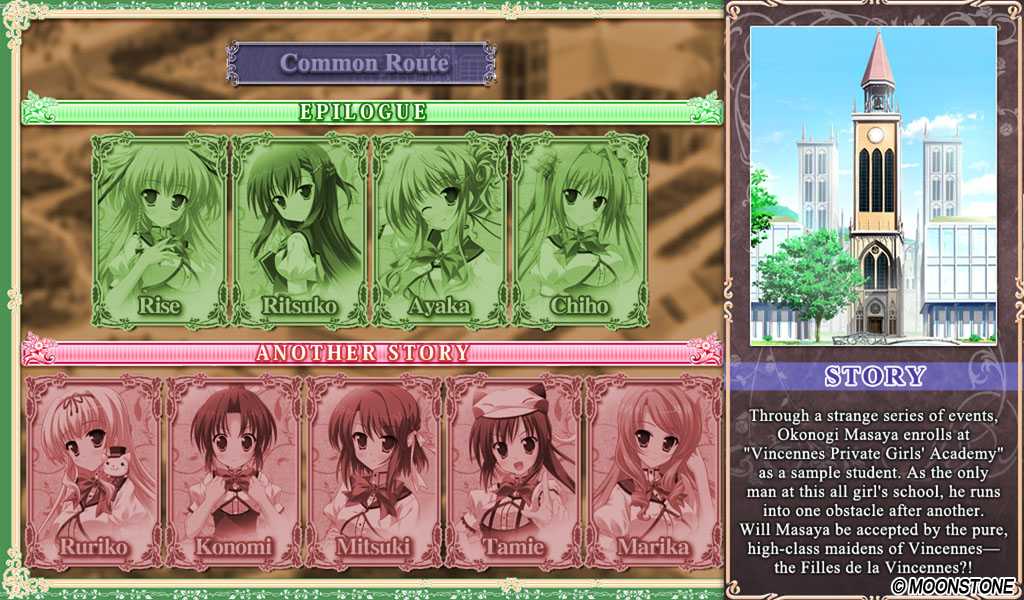 Common Route
EPILOGUE
Rise
Ritsuko
Ayaka
Chiho
ANOTHER STORY
Ruriko
Konomi
Mitsuki
Tamie
Marika
STORY
Through a strange series of events,
Okonogi Masaya enrolls at
"Vincennes Private Girls' Academy"
as a sample student. As the only
man at this all girl's school, he runs
into one obstacle after another.
Will Masaya be accepted by the pure,
high-class maidens of Vincennes—
the Filles de la Vincennes?!
© MOONSTONE